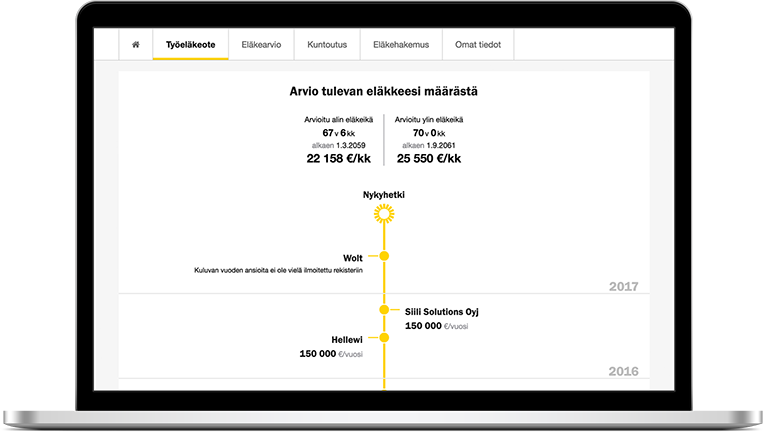 Työeläkeote
Eläkearvio
Kuntoutus
Eläkehakemus
Omat tiedot
Arvio tulevan eläkkeesi määrästä
Arvioitu alin eläkeikä
67 v 6 kk
alkaen 1.3.2059
22 158 €/kk
Arvioitu ylin eläkeikä
70 v 0 kk
alkaen 1.9.2061
25 550 €/kk
Nykyhetki
Wolt
Kuluvan vuoden ansioita ei ole vielä ilmoitettu rekisteriin
2017
Siili Solutions Oyj
150 000 €/vuosi
Hellewi
150 000 €/vuosi
2016